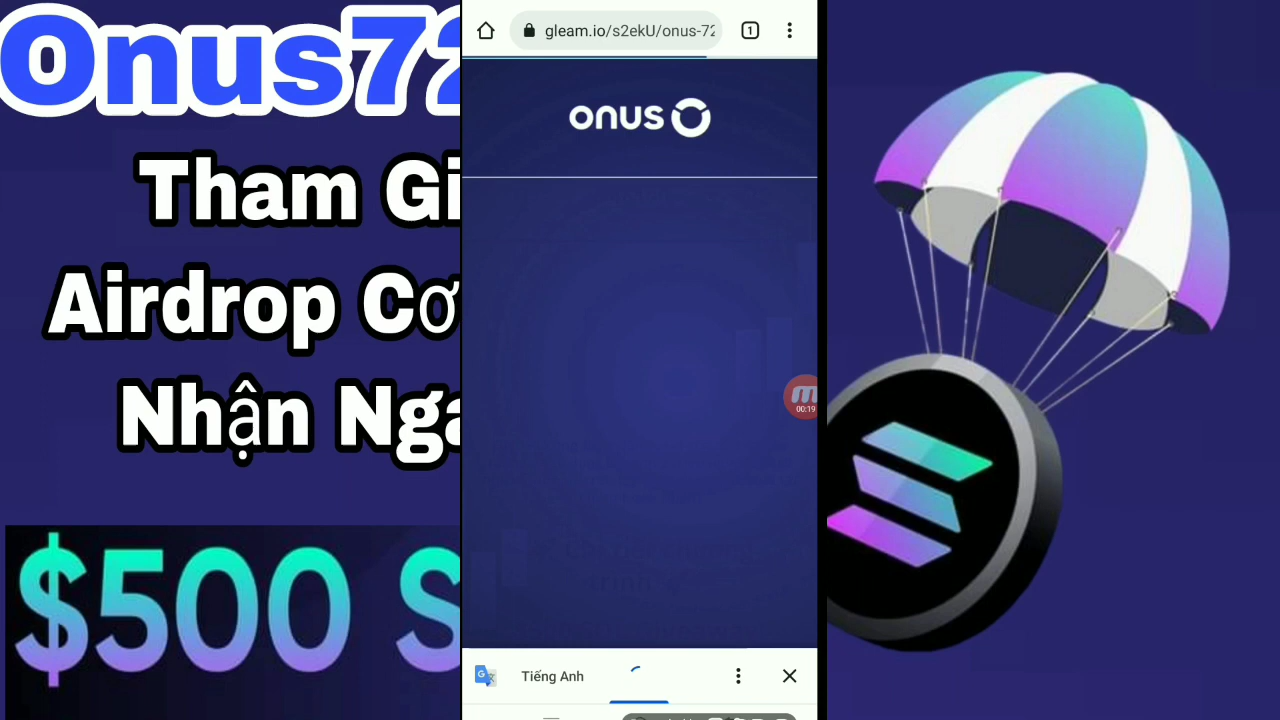 Onus72
Tham Gi
Airdrop Cơ
Nhận Nga
$500 S
gleam.io/s2ekU/onus-72
1
onus
00:19
Tiếng Anh